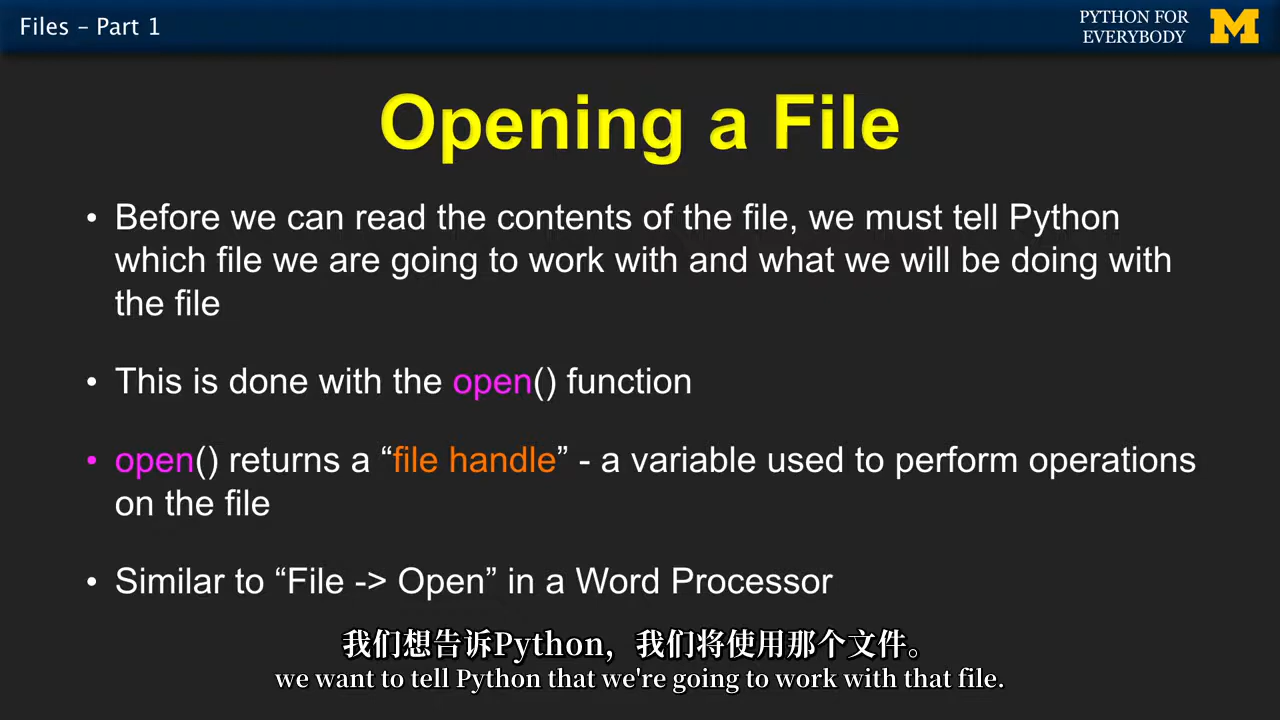 Files – Part 1
PYTHON FOR
EVERYBODY
M
Opening a File
• Before we can read the contents of the file, we must tell Python
which file we are going to work with and what we will be doing with
the file
• This is done with the open() function
• open() returns a “file handle” - a variable used to perform operations
on the file
• Similar to “File -> Open” in a Word Processor
我们想告诉Python，我们将使用那个文件。
we want to tell Python that we're going to work with that file.